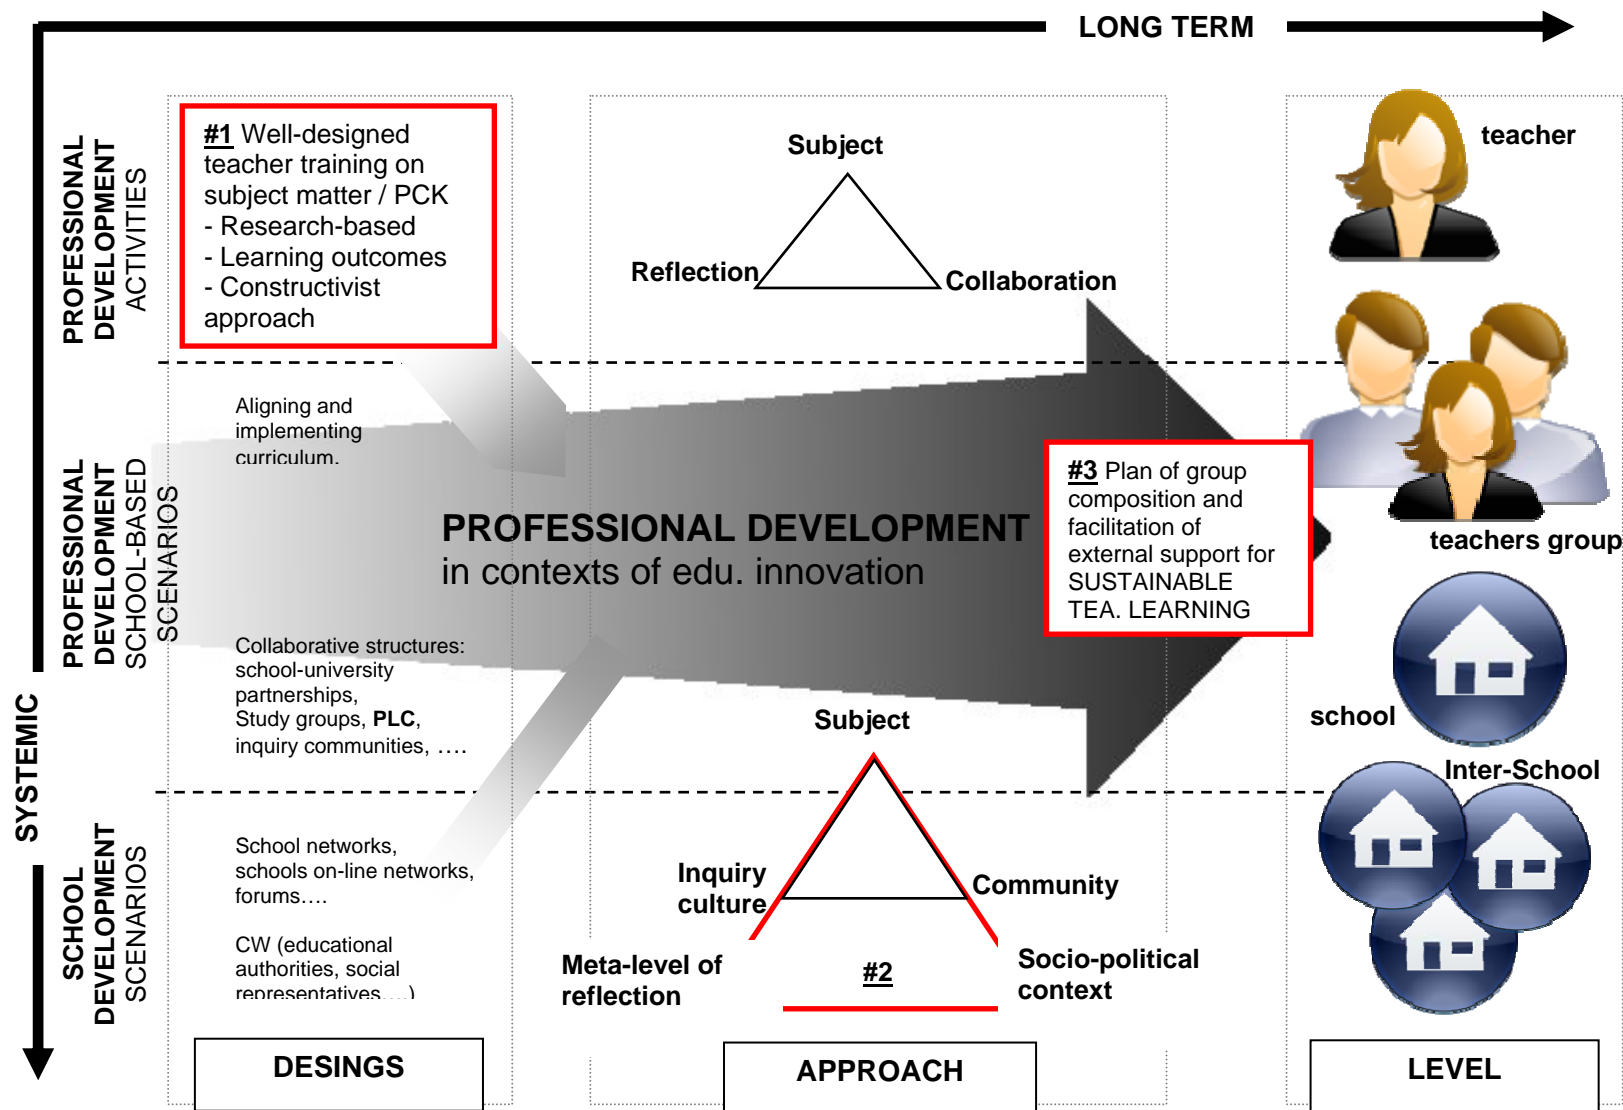 LONG TERM
SYSTEMIC
PROFESSIONAL
DEVELOPMENT
ACTIVITIES
#1 Well-designed
teacher training on
subject matter / PCK
- Research-based
- Learning outcomes
- Constructivist
approach
Subject
Reflection
Collaboration
teacher
PROFESSIONAL
DEVELOPMENT
SCHOOL-BASED
SCENARIOS
Aligning and
implementing
curriculum.
PROFESSIONAL DEVELOPMENT
in contexts of edu. innovation
#3 Plan of group
composition and
facilitation of
external support for
SUSTAINABLE
TEA. LEARNING
teachers group
Collaborative structures:
school-university
partnerships,
Study groups, PLC,
inquiry communities, ….
school
Subject
Inter-School
SCHOOL
DEVELOPMENT
SCENARIOS
School networks,
schools on-line networks,
forums….
CW (educational
authorities, social
representatives….)
Inquiry
culture
Community
Meta-level of
reflection
#2
Socio-political
context
DESINGS
APPROACH
LEVEL